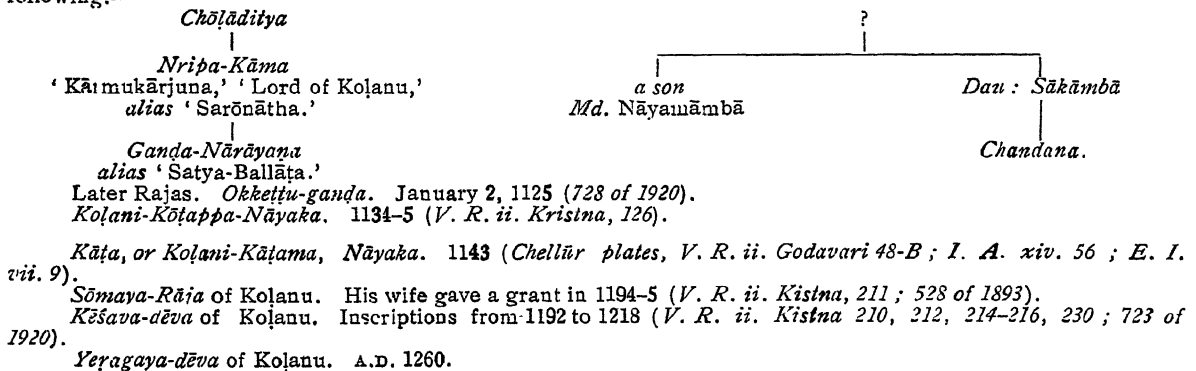 following:—
Chōḷāditya
?
Nṛipa-Kāma
' Kārmukārjuna,' ' Lord of Koḷanu,'
alias ' Sarōnātha.'
a son
Md. Nāyamāmbā
Dau : Sākāmbā
Gaṇḍa-Nārāyaṇa
alias ' Satya-Ballāṭa.'
Chandana.
Later Rajas. Okkeṭṭu-gaṇḍa. January 2, 1125 (728 of 1920).
Koḷani-Kōṭappa-Nāyaka. 1134–5 (V. R. ii. Kristna, 126).
Kāṭa, or Koḷani-Kāṭama, Nāyaka. 1143 (Chellūr plates, V. R. ii. Godavari 48-B ; I. A. xiv. 56 ; E. I.
vii. 9).
Sōmaya-Rāja of Koḷanu. His wife gave a grant in 1194–5 (V. R. ii. Kistna, 211 ; 528 of 1893).
Kēśava-dēva of Koḷanu. Inscriptions from 1192 to 1218 (V. R. ii. Kistna 210, 212, 214–216, 230 ; 723 of
1920).
Yeṛagaya-dēva of Koḷanu. A.D. 1260.